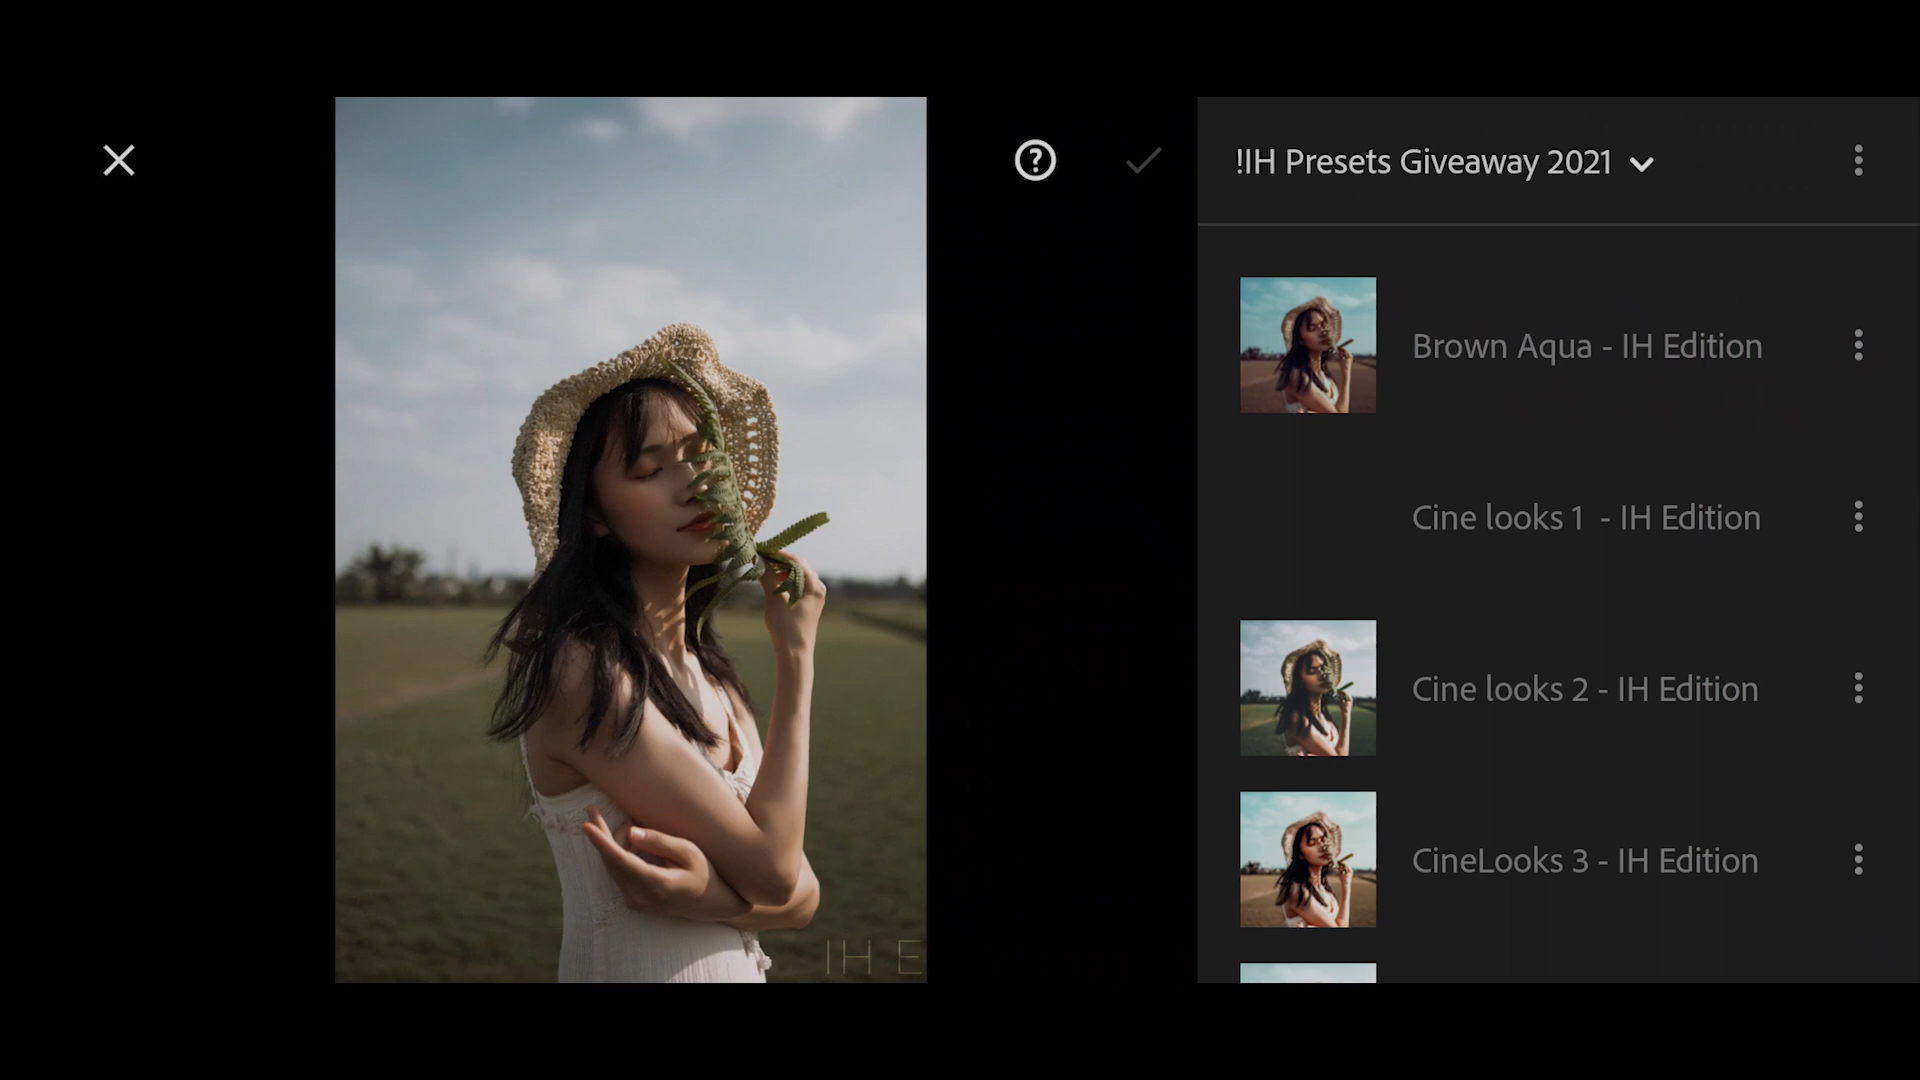 !IH Presets Giveaway 2021
Brown Aqua - IH Edition
Cine looks 1 - IH Edition
Cine looks 2 - IH Edition
CineLooks 3 - IH Edition
IH E